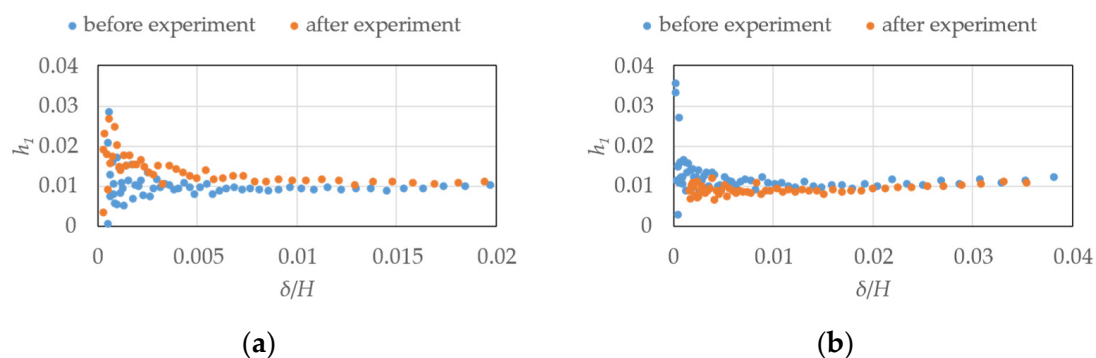 before experiment after experiment
0.04
0.03
0.02
0.01
0
h₁
0 0.005 0.01 0.015 0.02
δ/H
(a)
before experiment after experiment
0.04
0.03
0.02
0.01
0
h₁
0 0.01 0.02 0.03 0.04
δ/H
(b)